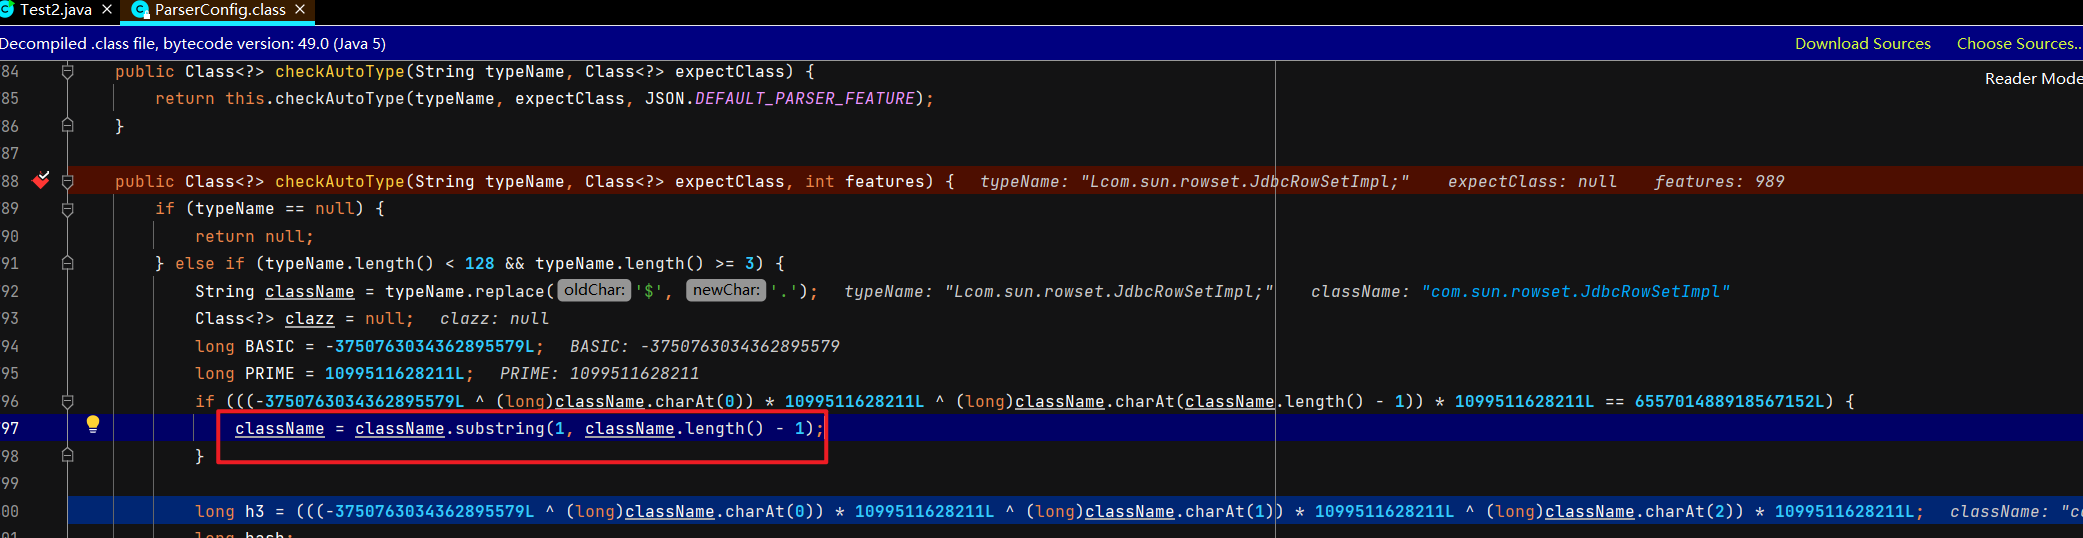 Test2.java × ParserConfig.class ×
Decompiled .class file, bytecode version: 49.0 (Java 5) Download Sources Choose Sources...
84 public Class<?> checkAutoType(String typeName, Class<?> expectClass) { Reader Mode
85 return this.checkAutoType(typeName, expectClass, JSON.DEFAULT_PARSER_FEATURE);
86 }
87
88 public Class<?> checkAutoType(String typeName, Class<?> expectClass, int features) { typeName: "Lcom.sun.rowset.JdbcRowSetImpl;" expectClass: null features: 989
89 if (typeName == null) {
90 return null;
91 } else if (typeName.length() < 128 && typeName.length() >= 3) {
92 String className = typeName.replace( oldChar: '$', newChar: '.'); typeName: "Lcom.sun.rowset.JdbcRowSetImpl;" className: "com.sun.rowset.JdbcRowSetImpl"
93 Class<?> clazz = null; clazz: null
94 long BASIC = -3750763034362895579L; BASIC: -3750763034362895579
95 long PRIME = 1099511628211L; PRIME: 1099511628211
96 if (((-3750763034362895579L ^ (long)className.charAt(0)) * 1099511628211L ^ (long)className.charAt(className.length() - 1)) * 1099511628211L == 655701488918567152L) {
97 className = className.substring(1, className.length() - 1);
98 }
99
00 long h3 = (((-3750763034362895579L ^ (long)className.charAt(0)) * 1099511628211L ^ (long)className.charAt(1)) * 1099511628211L ^ (long)className.charAt(2)) * 1099511628211L; className: "c
01 long hash;